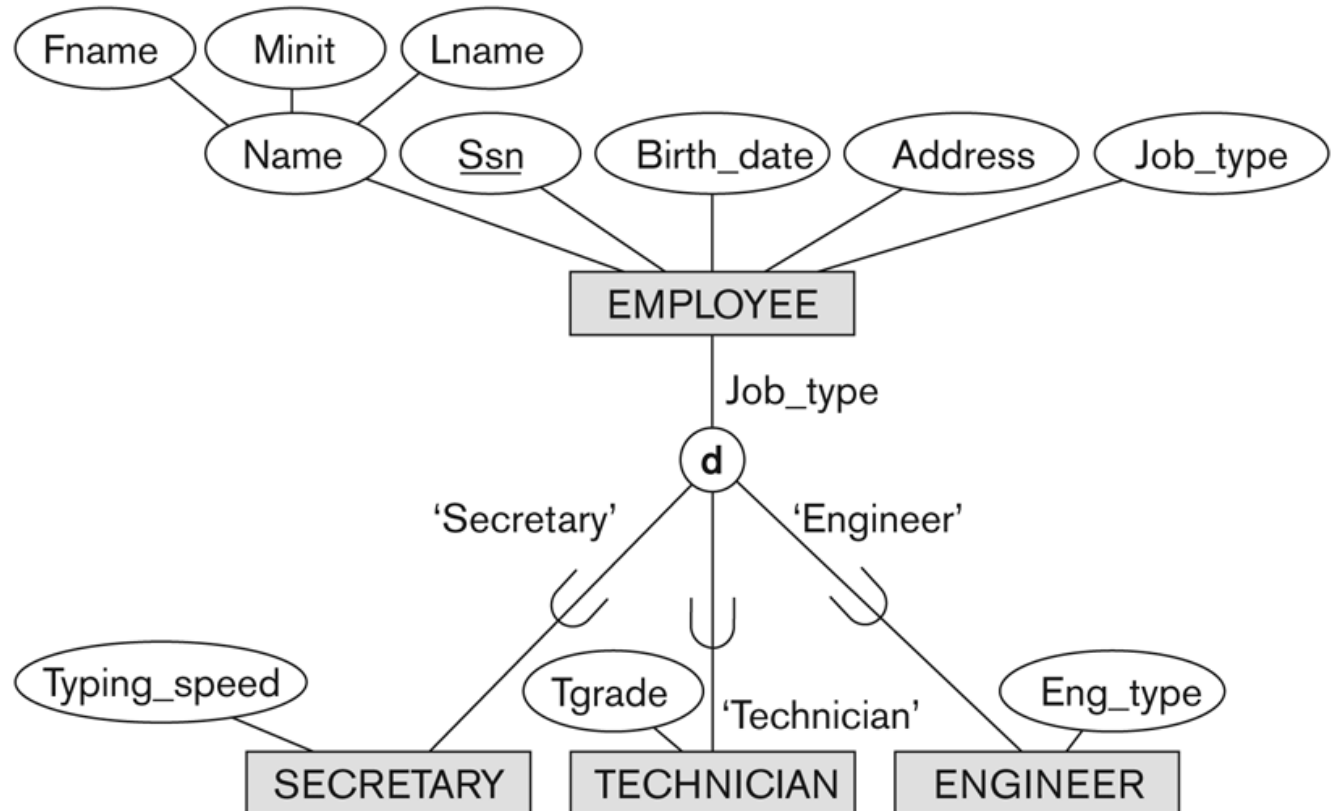 Fname Minit Lname
Name Ssn Birth_date Address Job_type
EMPLOYEE
Job_type
d
‘Secretary’ ‘Engineer’
Typing_speed Tgrade Eng_type
‘Technician’
SECRETARY TECHNICIAN ENGINEER